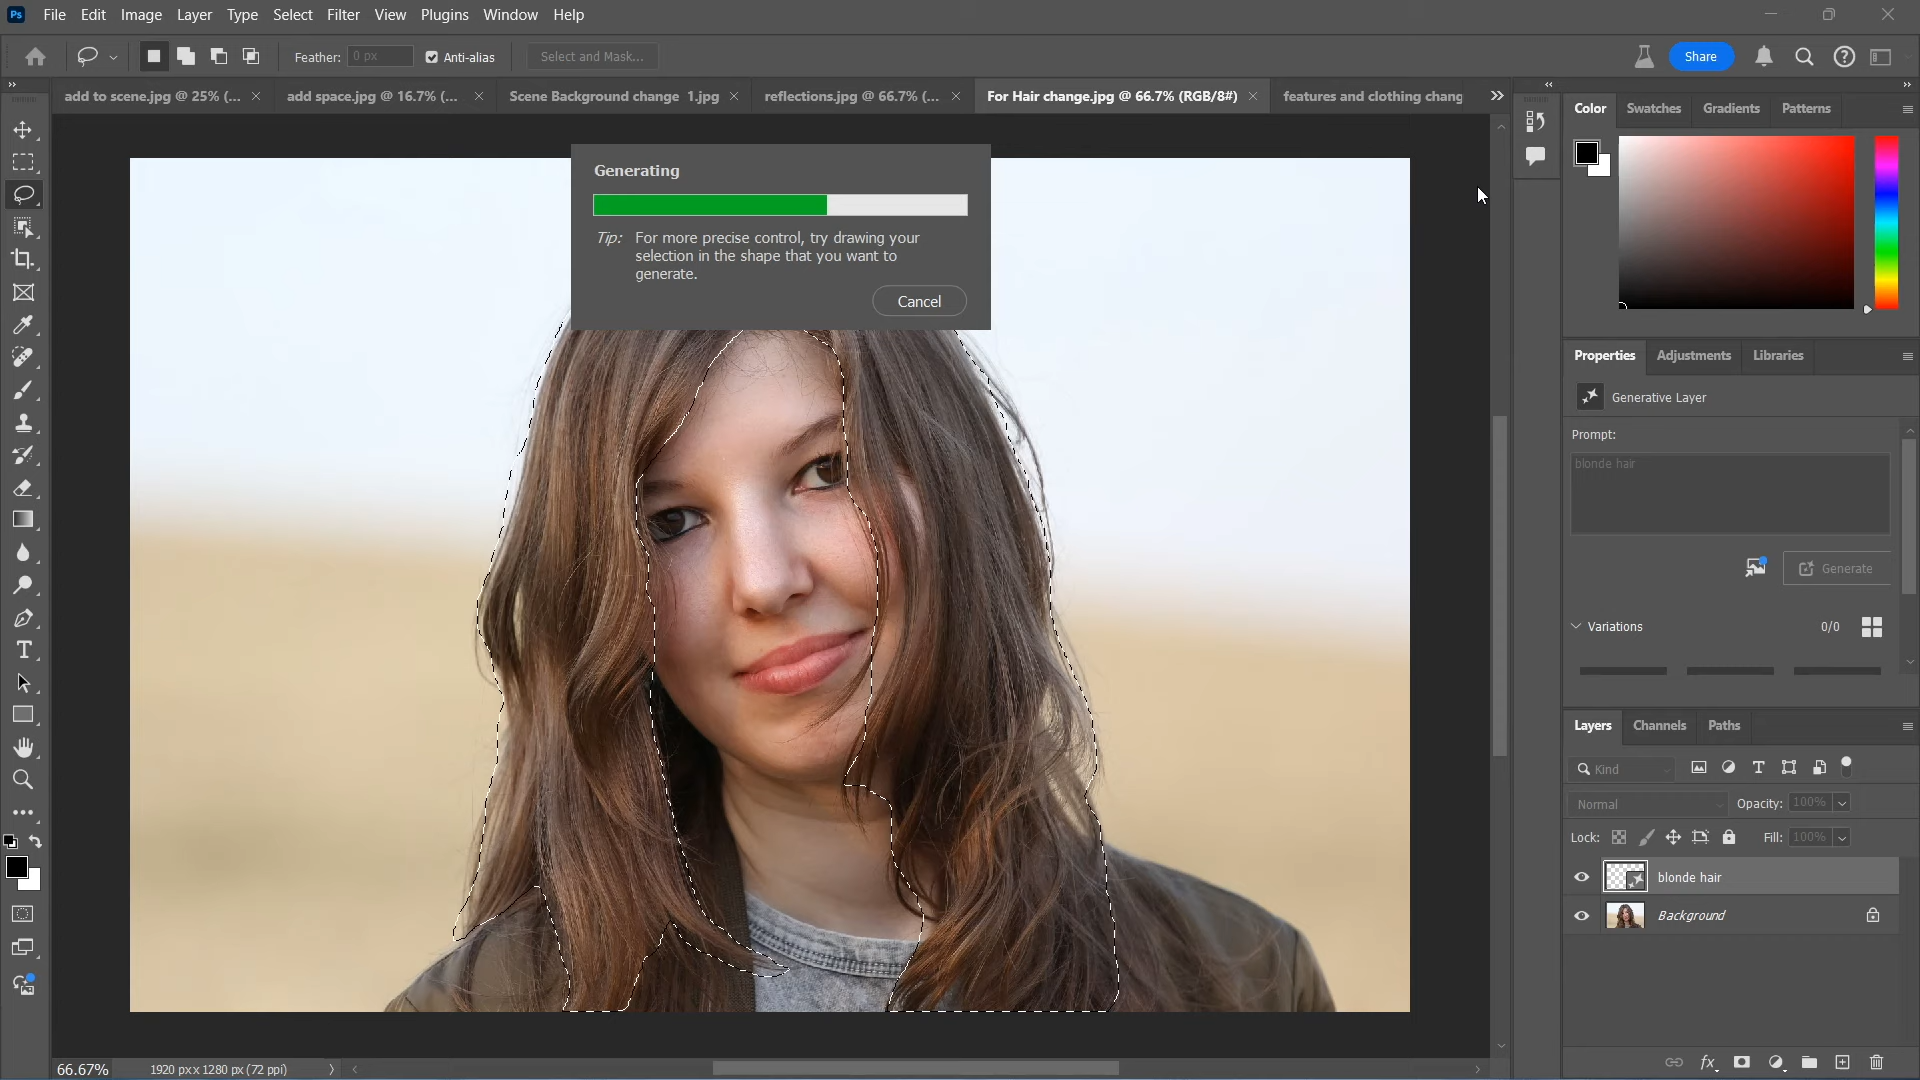 Ps File Edit Image Layer Type Select Filter View Plugins Window Help
Feather: 0 px Anti-alias Select and Mask... Share
add to scene.jpg @ 25% (... add space.jpg @ 16.7% (... Scene Background change 1.jpg reflections.jpg @ 66.7% (... For Hair change.jpg @ 66.7% (RGB/8#) features and clothing chang
Generating
Tip: For more precise control, try drawing your
selection in the shape that you want to
generate.
Cancel
Color Swatches Gradients Patterns
Properties Adjustments Libraries
Generative Layer
Prompt:
blonde hair
Generate
Variations 0/0
Layers Channels Paths
Kind
Normal Opacity: 100%
Lock: Fill: 100%
blonde hair
Background
66.67% 1920 px x 1280 px (72 ppi)